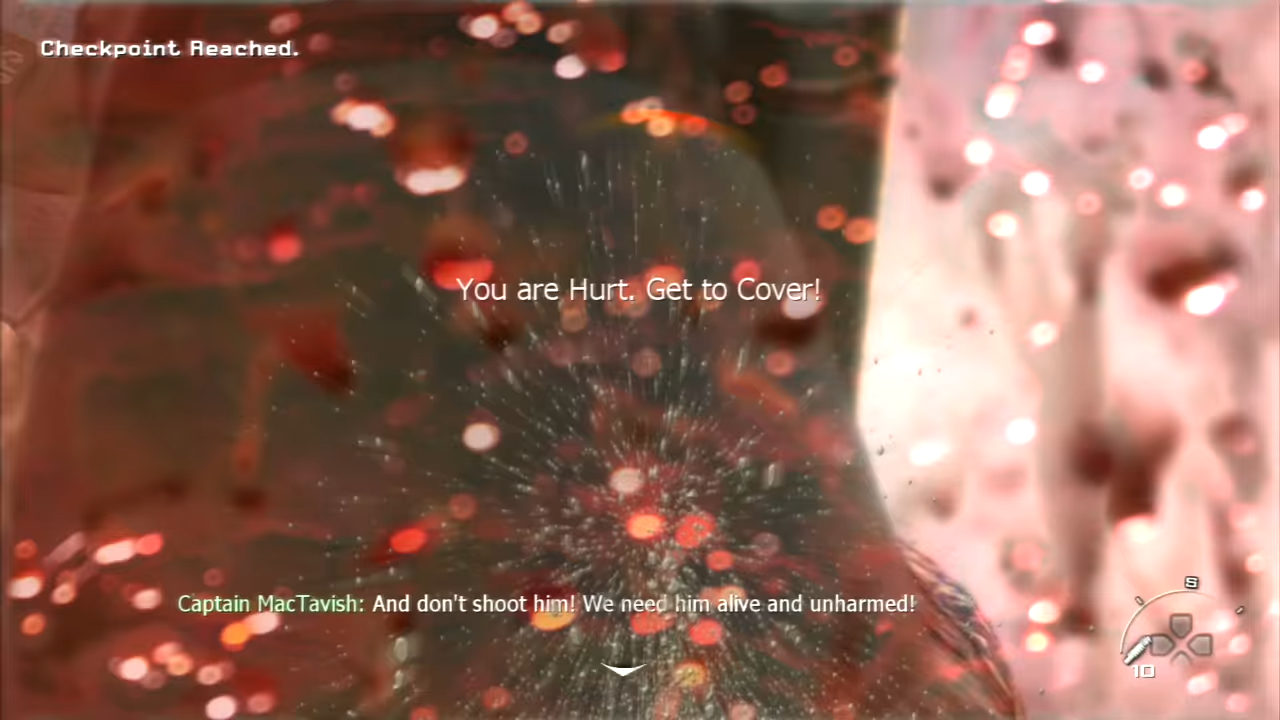 Checkpoint Reached.
You are Hurt. Get to Cover!
Captain MacTavish: And don't shoot him! We need him alive and unharmed!
S
10